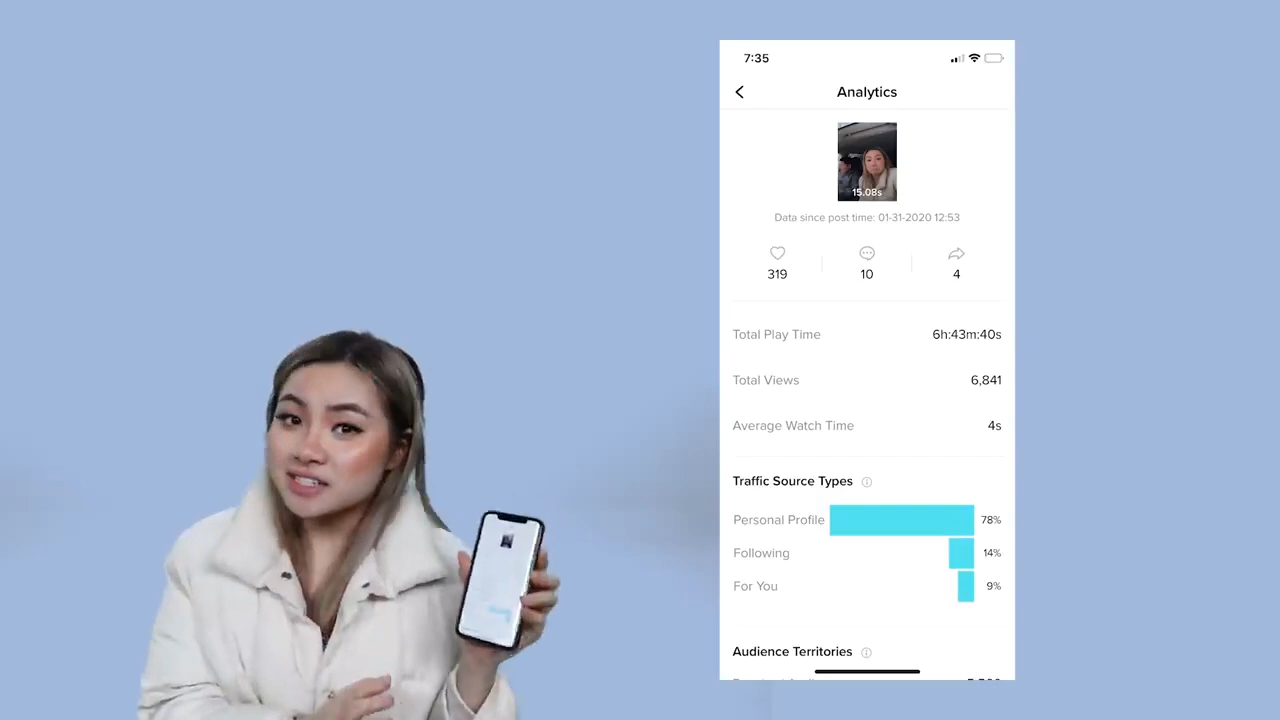 7:35
Analytics
15.08s
Data since post time: 01-31-2020 12:53
319 10 4
Total Play Time 6h:43m:40s
Total Views 6,841
Average Watch Time 4s
Traffic Source Types
Personal Profile 78%
Following 14%
For You 9%
Audience Territories